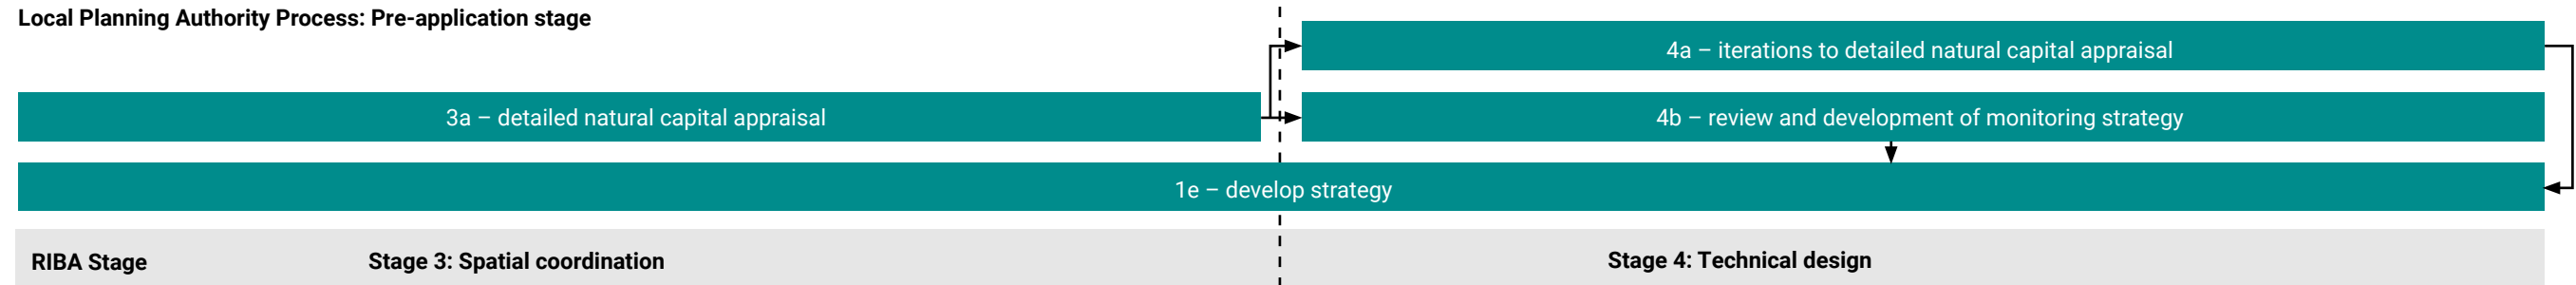 Local Planning Authority Process: Pre-application stage
4a – iterations to detailed natural capital appraisal
3a – detailed natural capital appraisal
4b – review and development of monitoring strategy
1e – develop strategy
RIBA Stage
Stage 3: Spatial coordination
Stage 4: Technical design